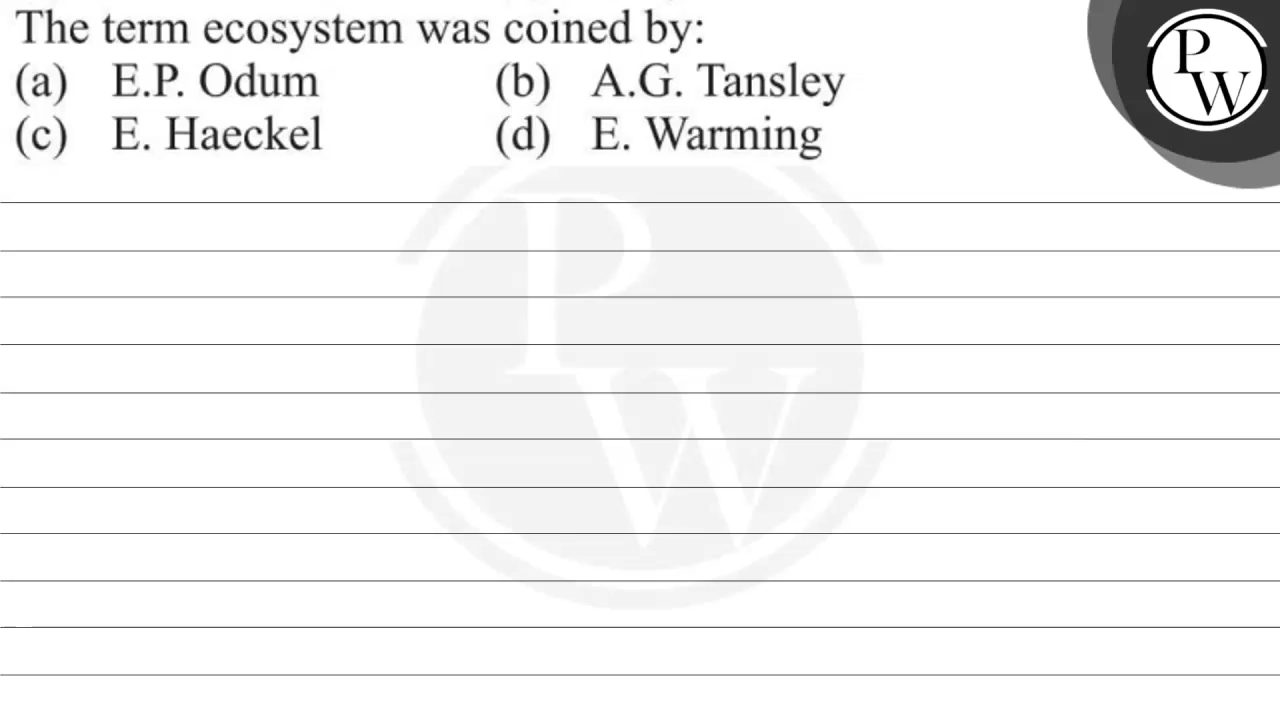 The term ecosystem was coined by:
(a) E.P. Odum (b) A.G. Tansley
(c) E. Haeckel (d) E. Warming
P
W
P
W